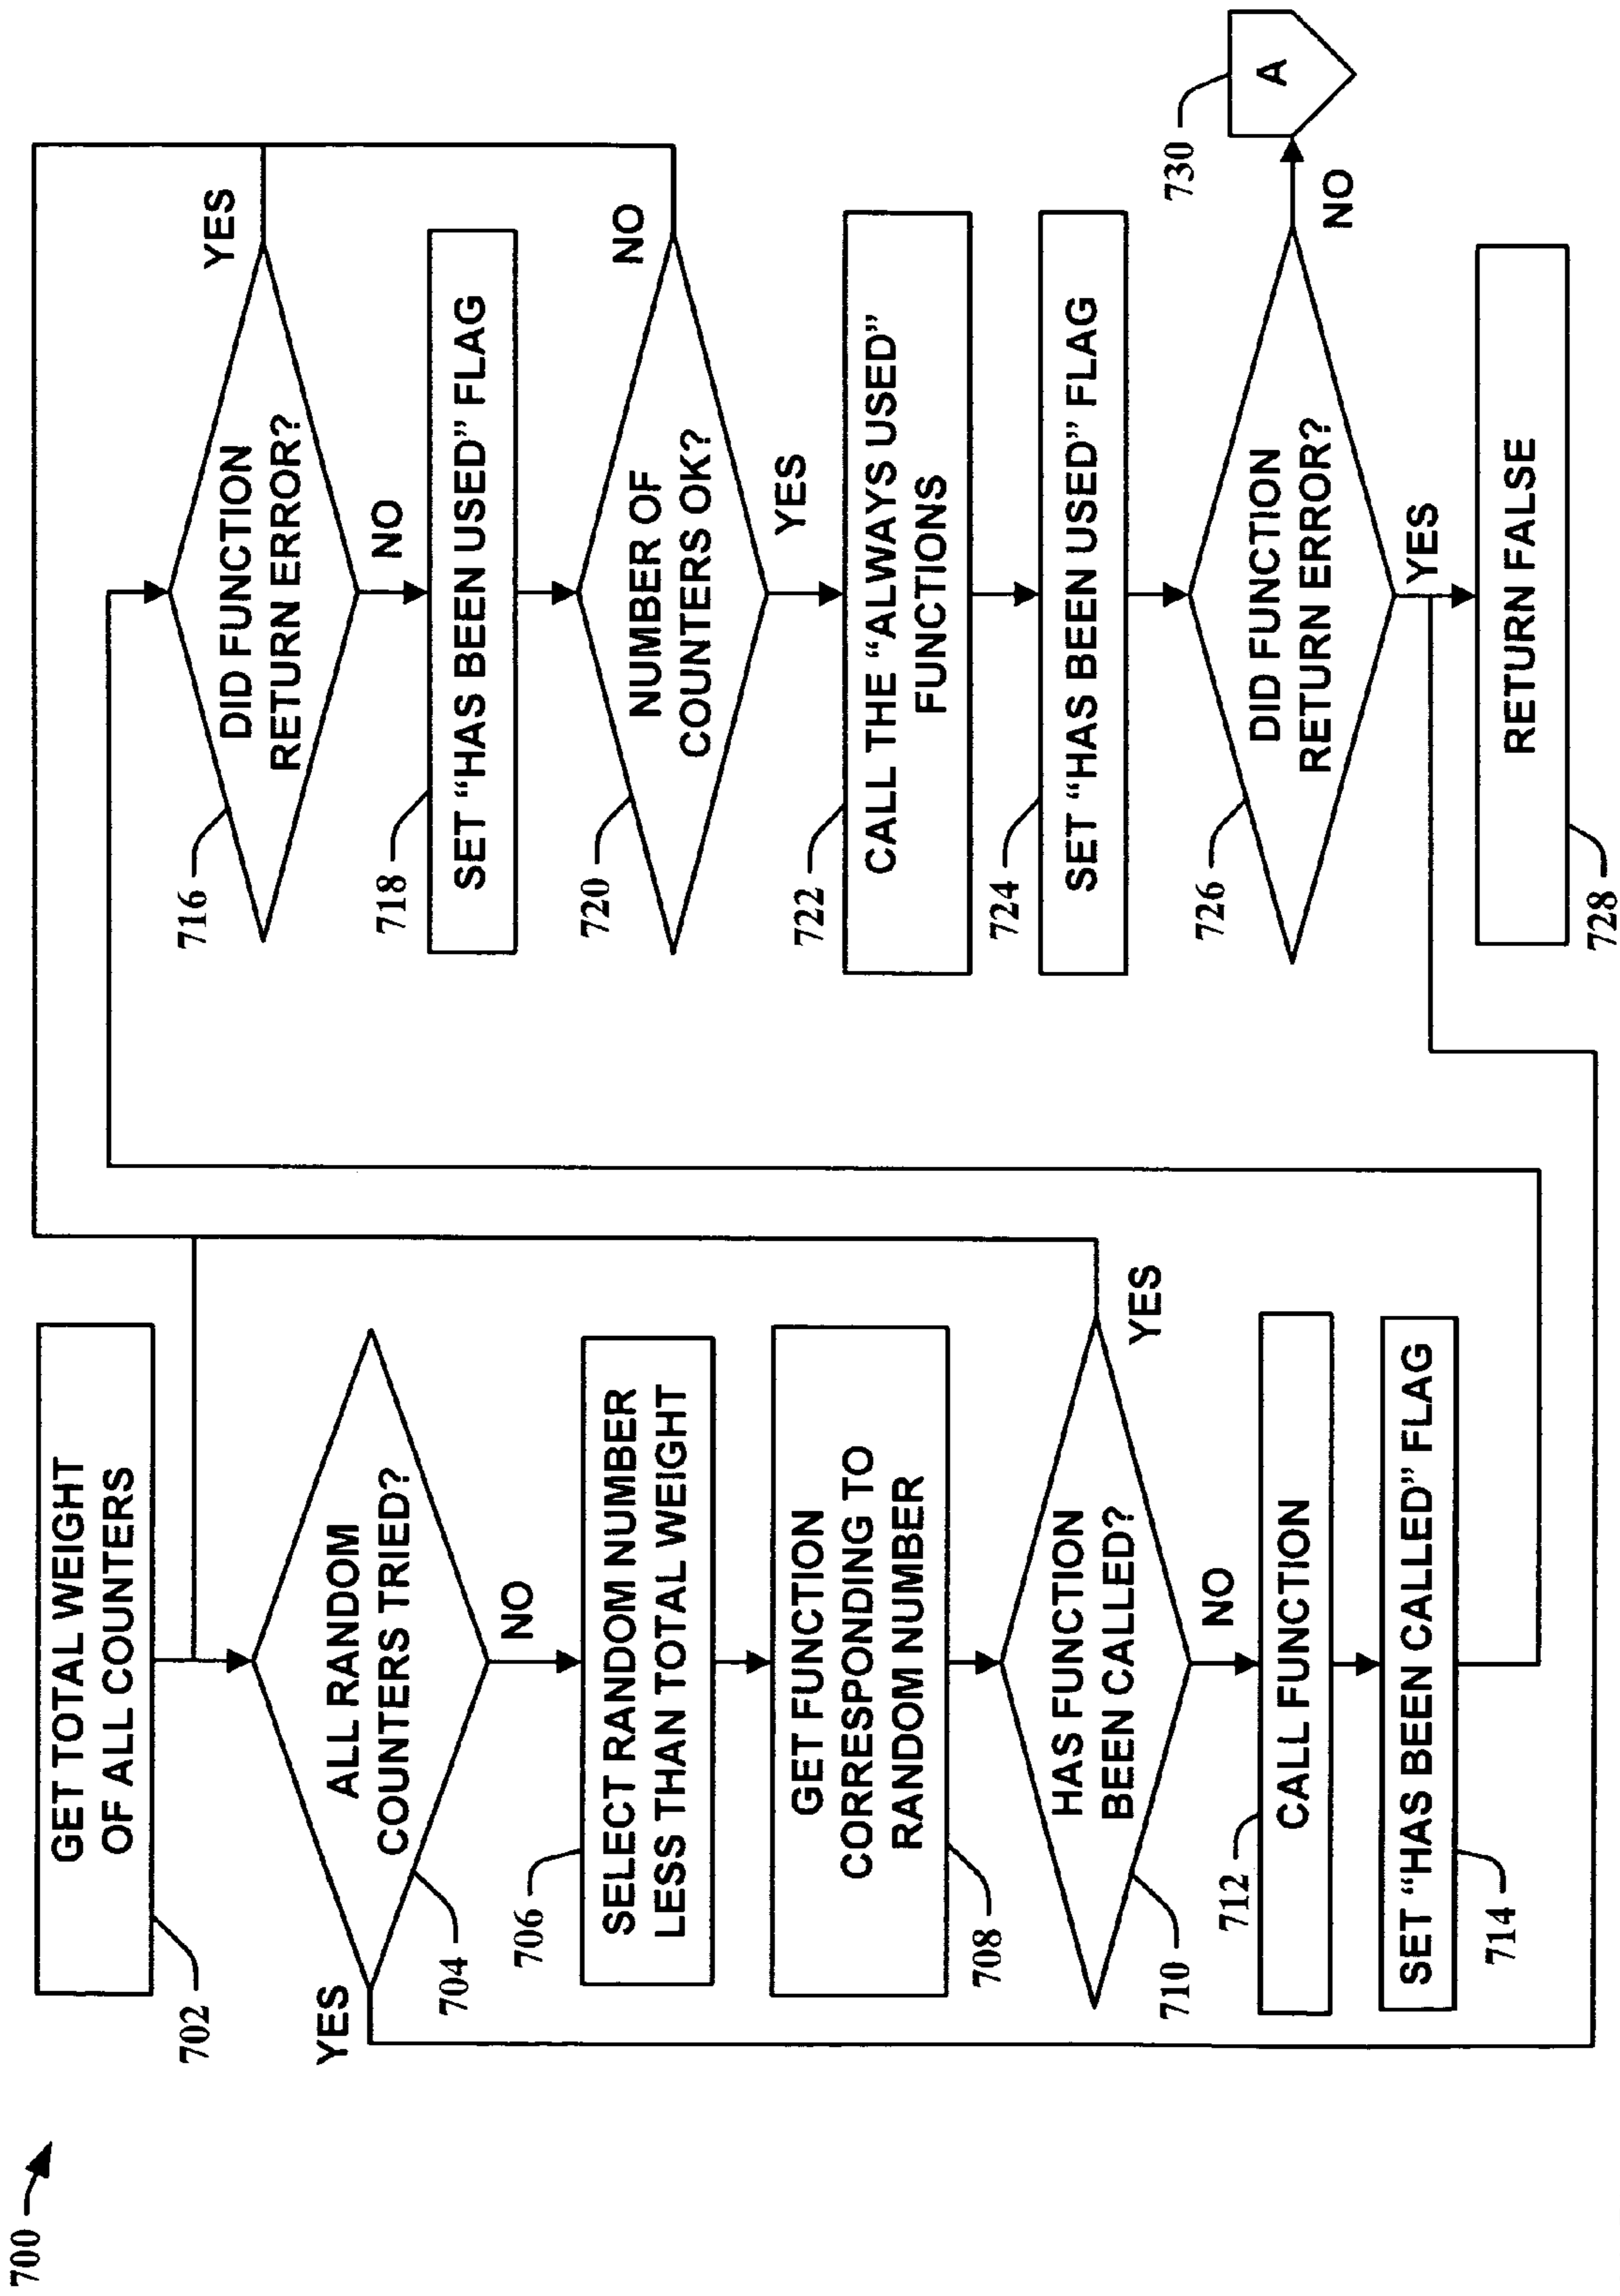 700
GET TOTAL WEIGHT
OF ALL COUNTERS
702
ALL RANDOM
COUNTERS TRIED?
YES
704
NO
706
SELECT RANDOM NUMBER
LESS THAN TOTAL WEIGHT
GET FUNCTION
CORRESPONDING TO
RANDOM NUMBER
708
HAS FUNCTION
BEEN CALLED?
YES
710
NO
712
CALL FUNCTION
SET “HAS BEEN CALLED” FLAG
714
716
DID FUNCTION
RETURN ERROR?
YES
NO
718
SET “HAS BEEN USED” FLAG
720
NUMBER OF
COUNTERS OK?
NO
YES
722
CALL THE “ALWAYS USED”
FUNCTIONS
724
SET “HAS BEEN USED” FLAG
726
DID FUNCTION
RETURN ERROR?
NO
730
A
YES
RETURN FALSE
728